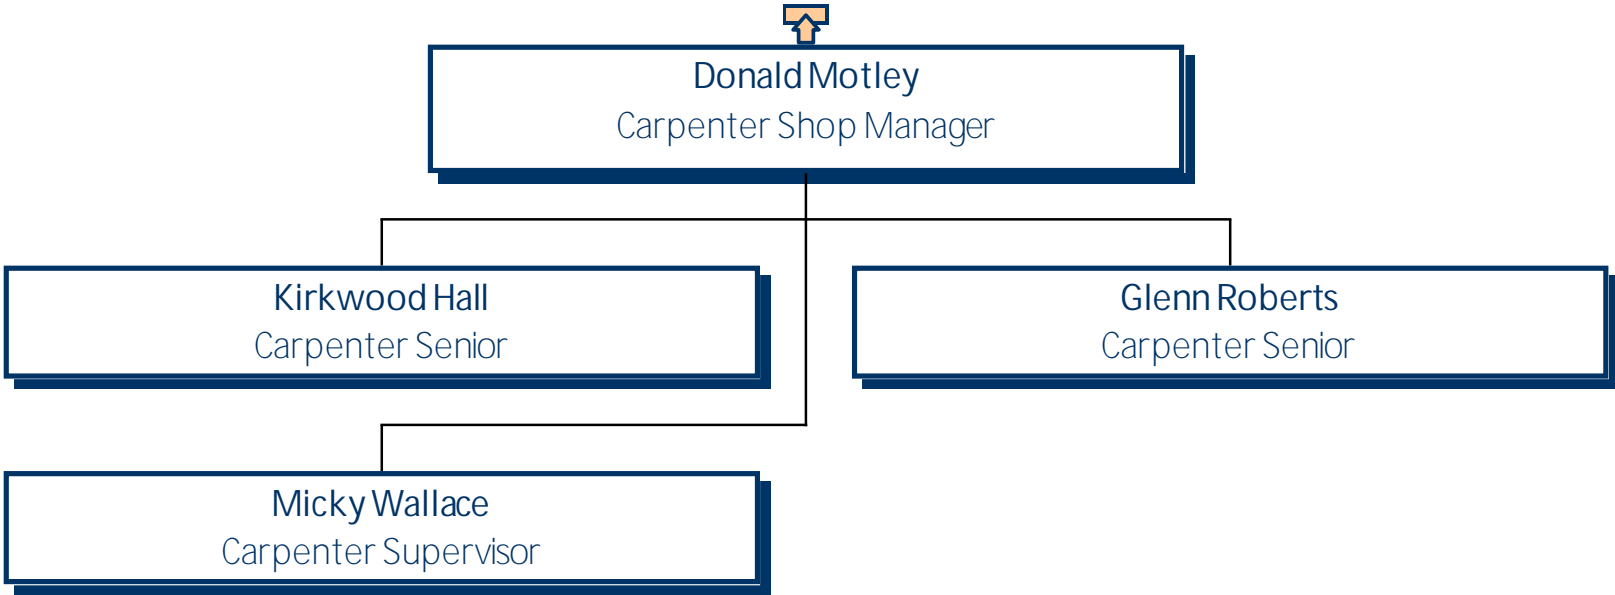 Donald Motley
Carpenter Shop Manager
Kirkwood Hall
Carpenter Senior
Glenn Roberts
Carpenter Senior
Micky Wallace
Carpenter Supervisor